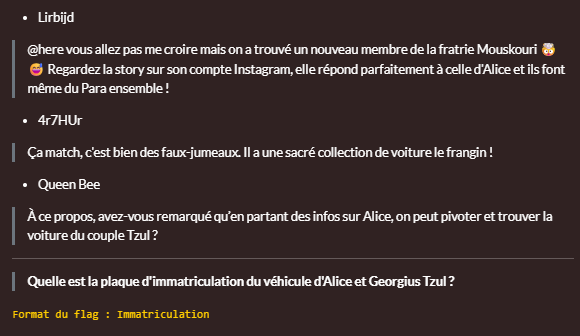 Lirbijd
@here vous allez pas me croire mais on a trouvé un nouveau membre de la fratrie Mouskouri 🤯
😅 Regardez la story sur son compte Instagram, elle répond parfaitement à celle d'Alice et ils font
même du Para ensemble !
4r7HUr
Ça match, c'est bien des faux-jumeaux. Il a une sacré collection de voiture le frangin !
Queen Bee
À ce propos, avez-vous remarqué qu'en partant des infos sur Alice, on peut pivoter et trouver la
voiture du couple Tzul ?
Quelle est la plaque d'immatriculation du véhicule d'Alice et Georgius Tzul ?
Format du flag : Immatriculation